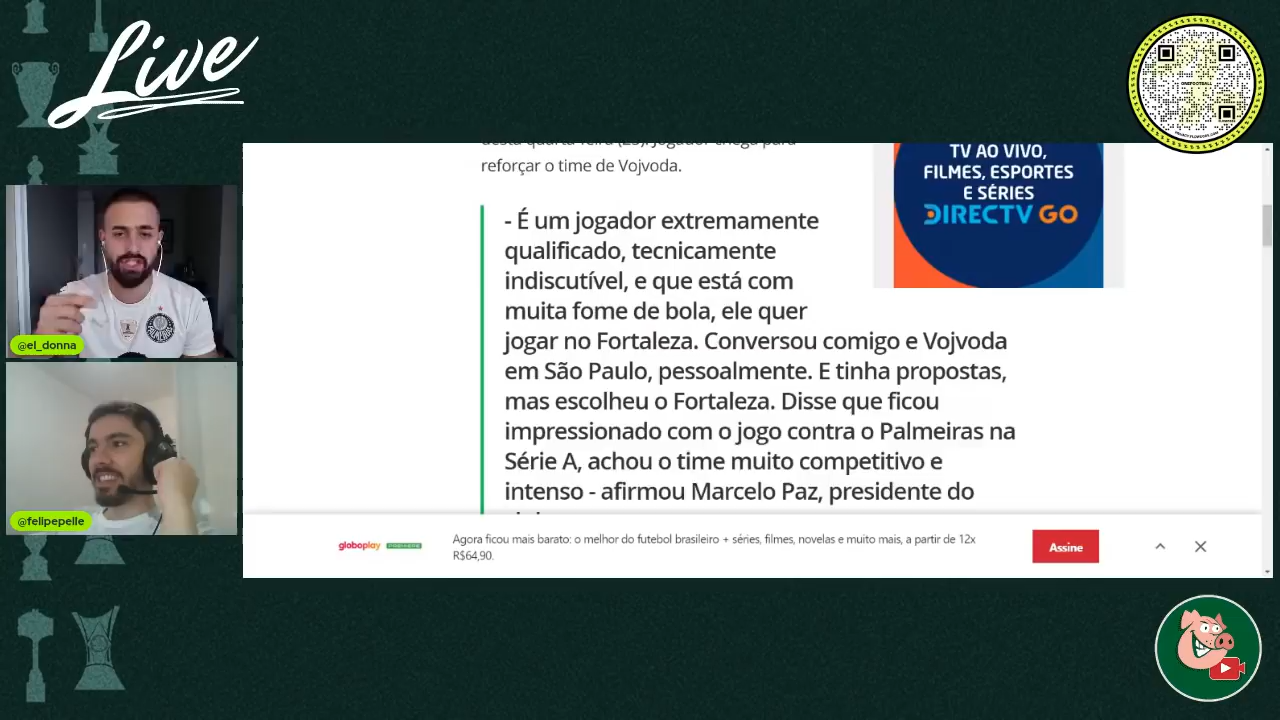 Live
TV AO VIVO,
FILMES, ESPORTES
E SÉRIES
DIRECTV GO
reforçar o time de Vojvoda.
- É um jogador extremamente
qualificado, tecnicamente
indiscutível, e que está com
muita fome de bola, ele quer
jogar no Fortaleza. Conversou comigo e Vojvoda
em São Paulo, pessoalmente. E tinha propostas,
mas escolheu o Fortaleza. Disse que ficou
impressionado com o jogo contra o Palmeiras na
Série A, achou o time muito competitivo e
intenso - afirmou Marcelo Paz, presidente do
@el_donna
@felipepelle
globoplay
Agora ficou mais barato: o melhor do futebol brasileiro + séries, filmes, novelas e muito mais, a partir de 12x
R$64,90.
Assine